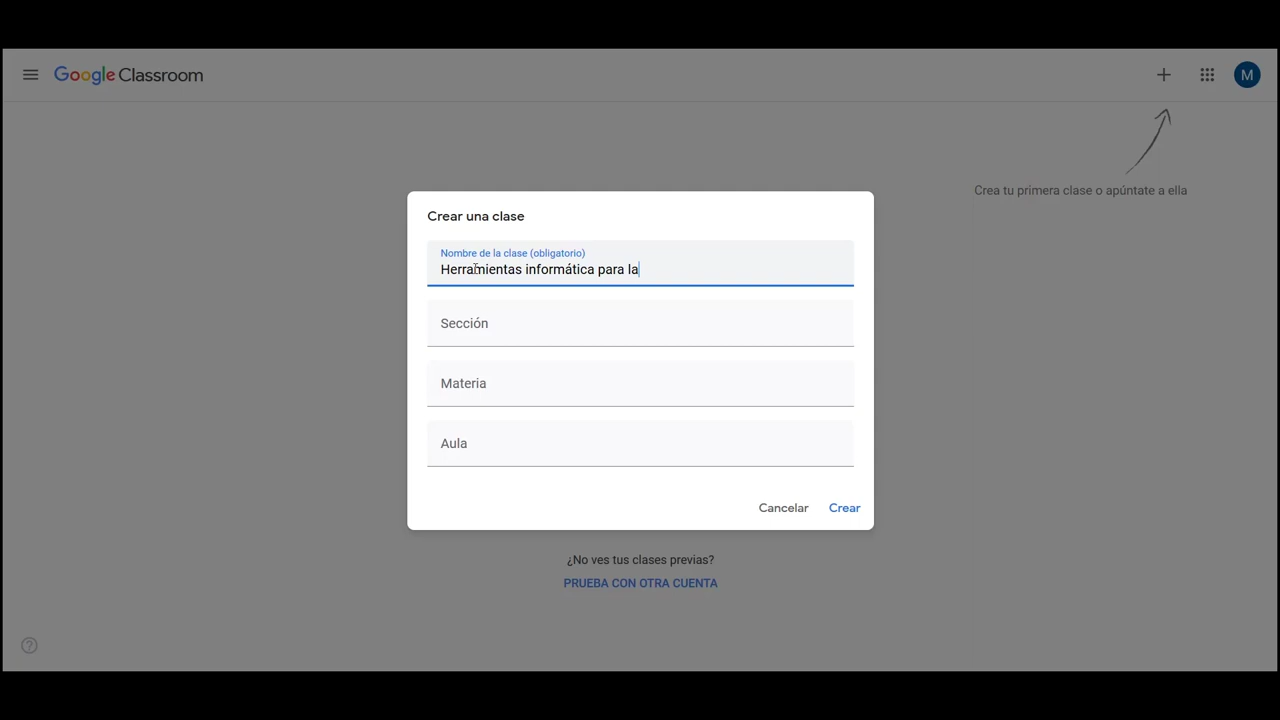 Google Classroom
M
Crea tu primera clase o apúntate a ella
Crear una clase
Nombre de la clase (obligatorio)
Herramientas informática para la
Sección
Materia
Aula
Cancelar Crear
¿No ves tus clases previas?
PRUEBA CON OTRA CUENTA